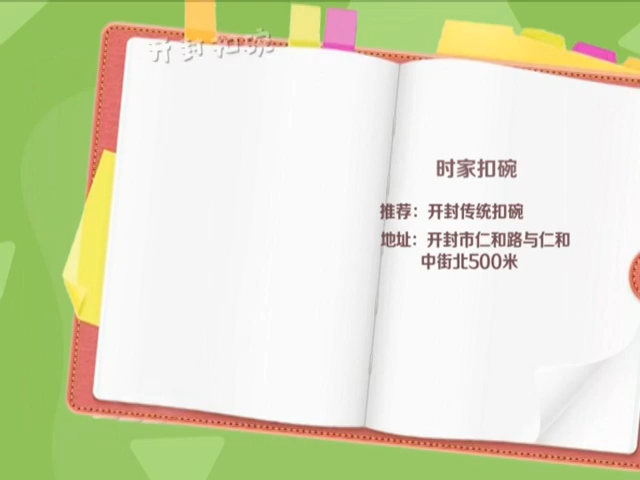 开封扣碗
时家扣碗
推荐：开封传统扣碗
地址：开封市仁和路与仁和
中街北500米